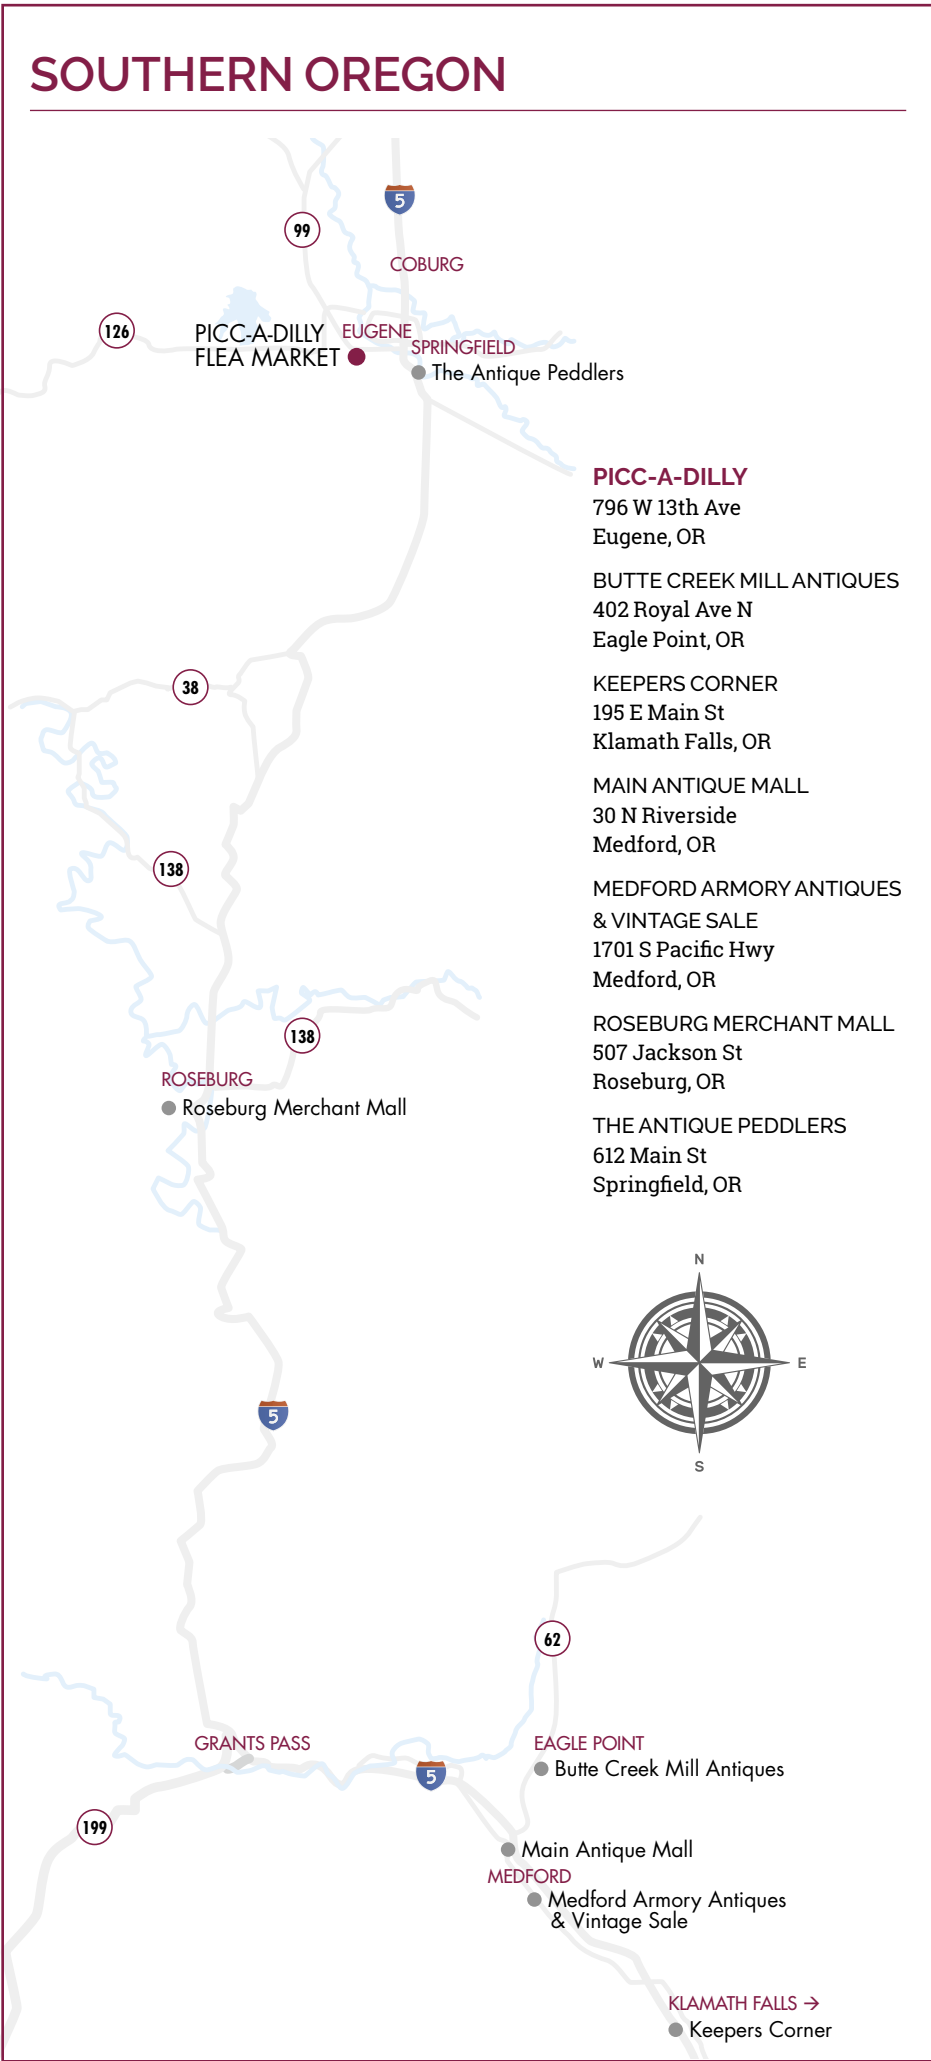 SOUTHERN OREGON
5
99
COBURG
126
PICC-A-DILLY
FLEA MARKET
EUGENE
SPRINGFIELD
The Antique Peddlers
PICC-A-DILLY
796 W 13th Ave
Eugene, OR
BUTTE CREEK MILL ANTIQUES
402 Royal Ave N
Eagle Point, OR
KEEPERS CORNER
195 E Main St
Klamath Falls, OR
MAIN ANTIQUE MALL
30 N Riverside
Medford, OR
MEDFORD ARMORY ANTIQUES
& VINTAGE SALE
1701 S Pacific Hwy
Medford, OR
ROSEBURG MERCHANT MALL
507 Jackson St
Roseburg, OR
THE ANTIQUE PEDDLERS
612 Main St
Springfield, OR
38
138
138
ROSEBURG
Roseburg Merchant Mall
N
W
E
S
5
62
GRANTS PASS
5
EAGLE POINT
Butte Creek Mill Antiques
199
Main Antique Mall
MEDFORD
Medford Armory Antiques
& Vintage Sale
KLAMATH FALLS →
Keepers Corner